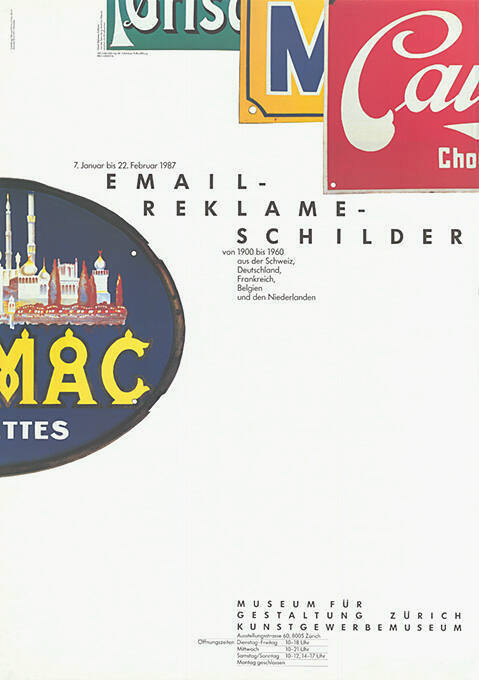 M
Cho
7. Januar bis 22. Februar 1987
EMAIL-
REKLAME-
SCHILDER
von 1900 bis 1960
aus der Schweiz,
Deutschland,
Frankreich,
Belgien
und den Niederlanden
MAC
TTES
MUSEUM FÜR
GESTALTUNG ZÜRICH
KUNSTGEWERBEMUSEUM
Ausstellungsstrasse 60, 8005 Zürich
Öffnungszeiten Dienstag-Freitag 10–18 Uhr
Mittwoch 10–21 Uhr
Samstag/Sonntag 10–12, 14–17 Uhr
Montag geschlossen